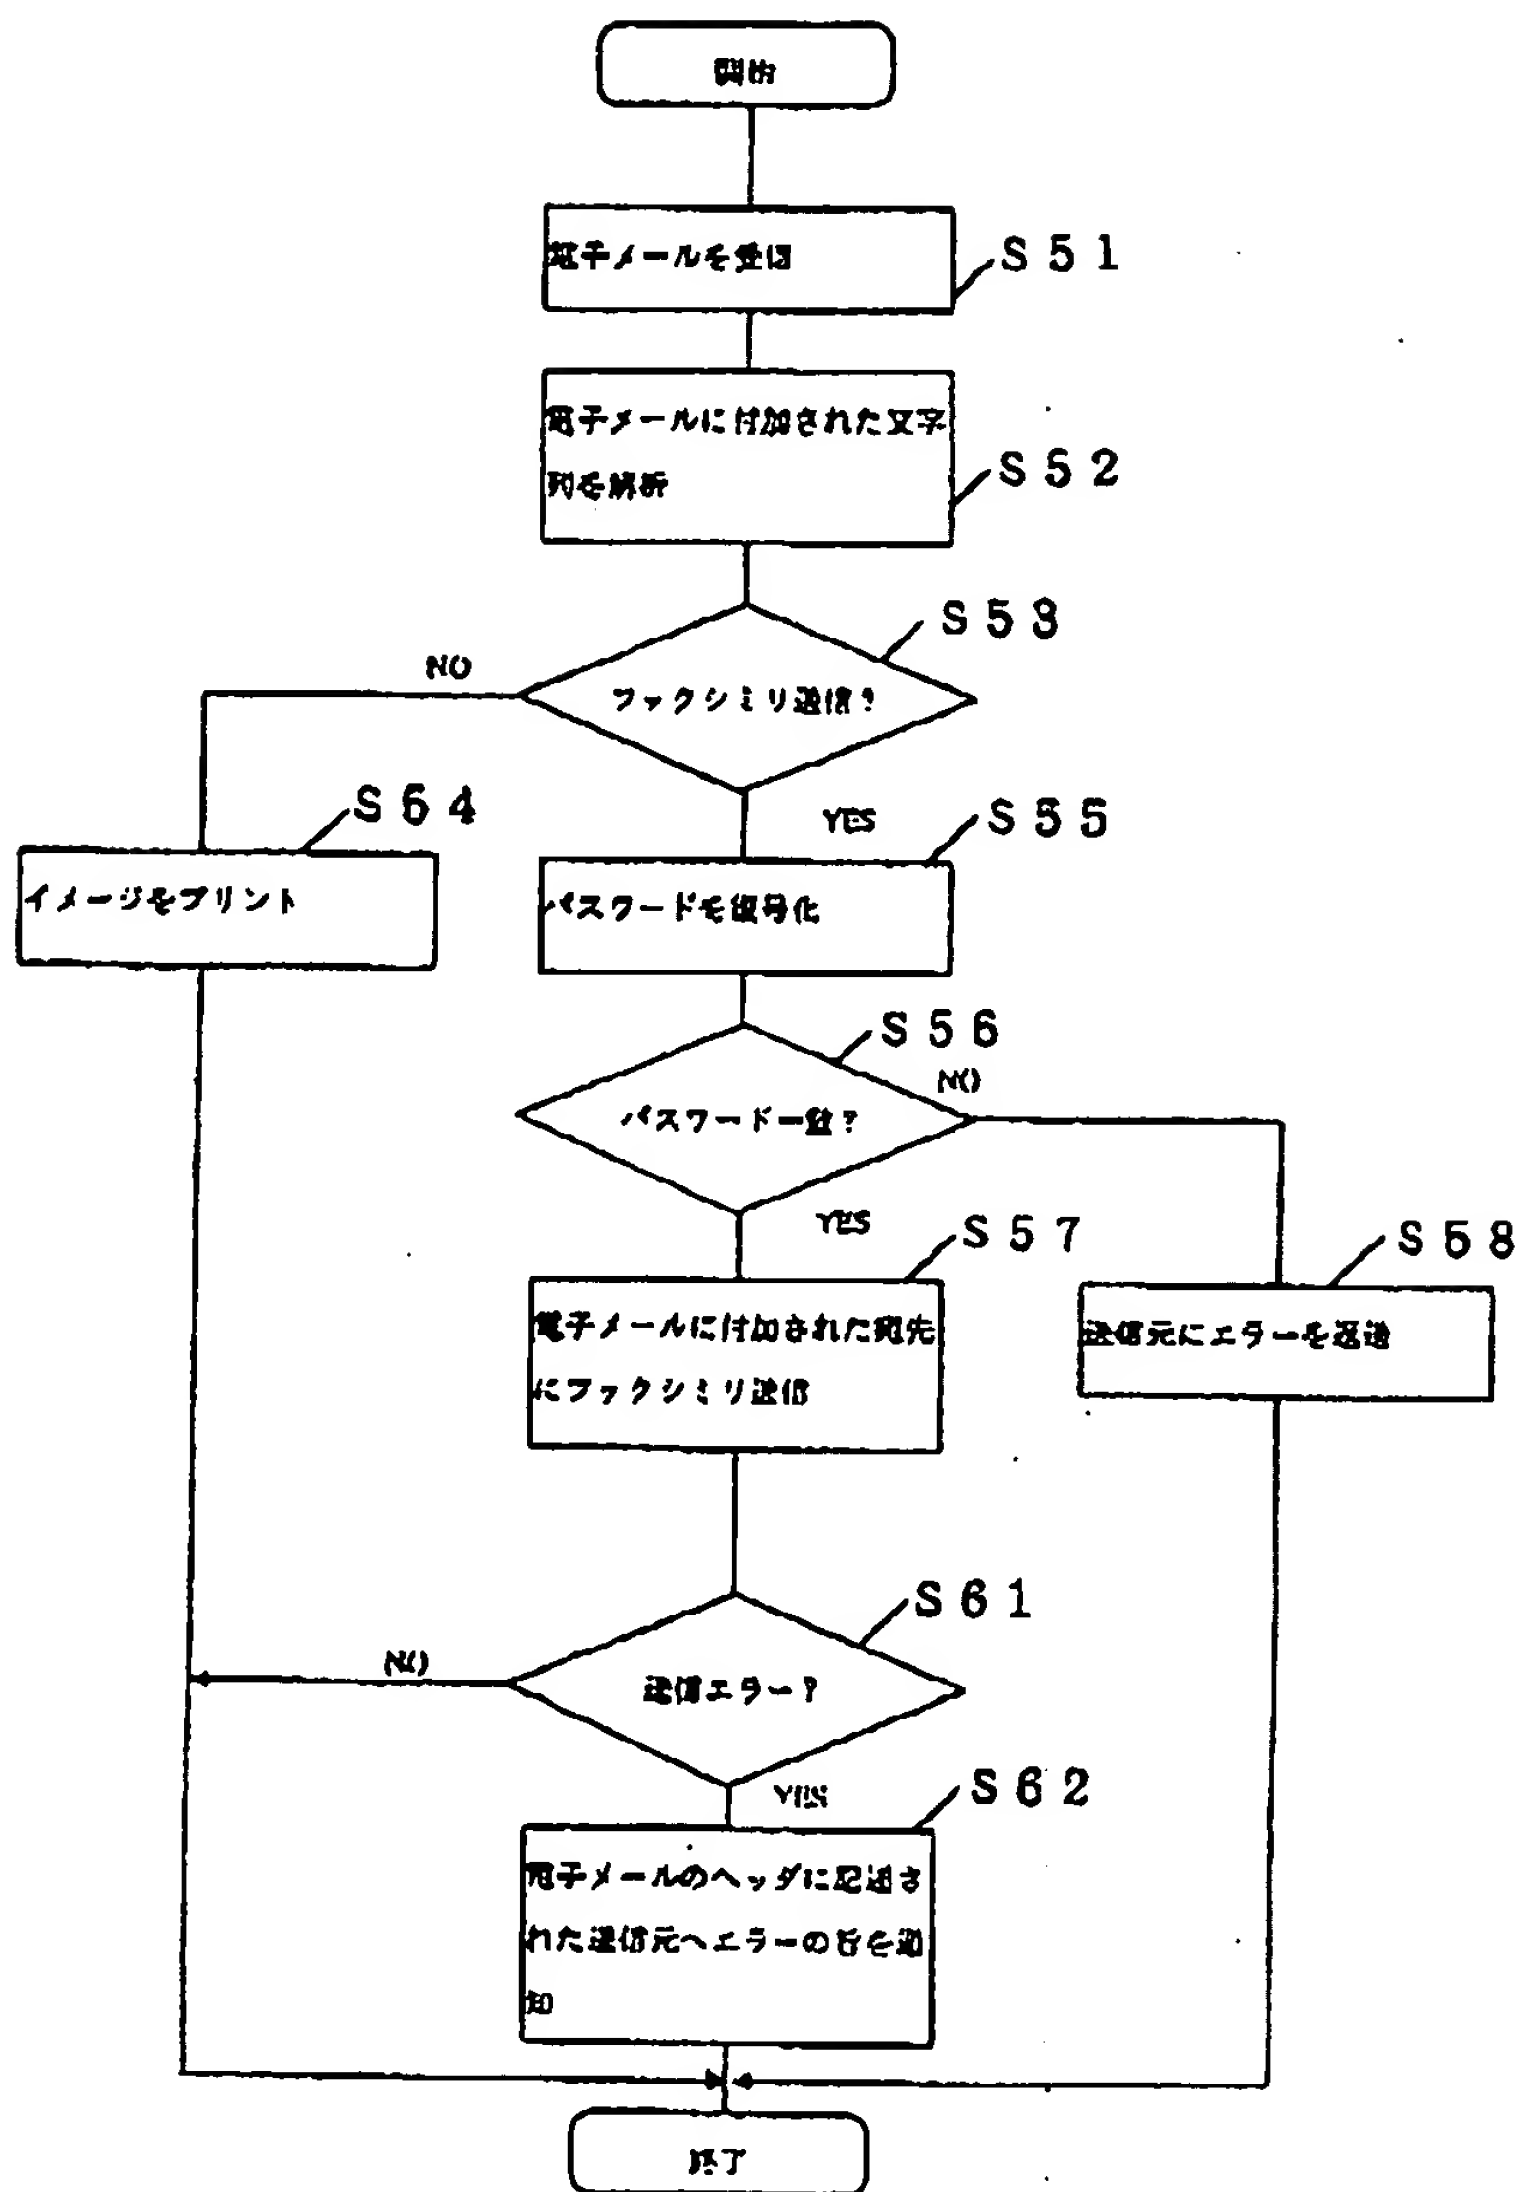 開始
電子メールを受信
S51
電子メールに付加された文字
列を解析
S52
S53
NO
ファクシミリ送信?
YES
S54
S55
イメージをプリント
パスワードを復号化
S56
NO
パスワード一致?
YES
S57
S58
電子メールに付加された宛先
にファクシミリ送信
送信元にエラーを返送
S61
NO
送信エラー?
YES
S62
電子メールのヘッダに記述さ
れた送信元へエラーの旨を通
知
終了